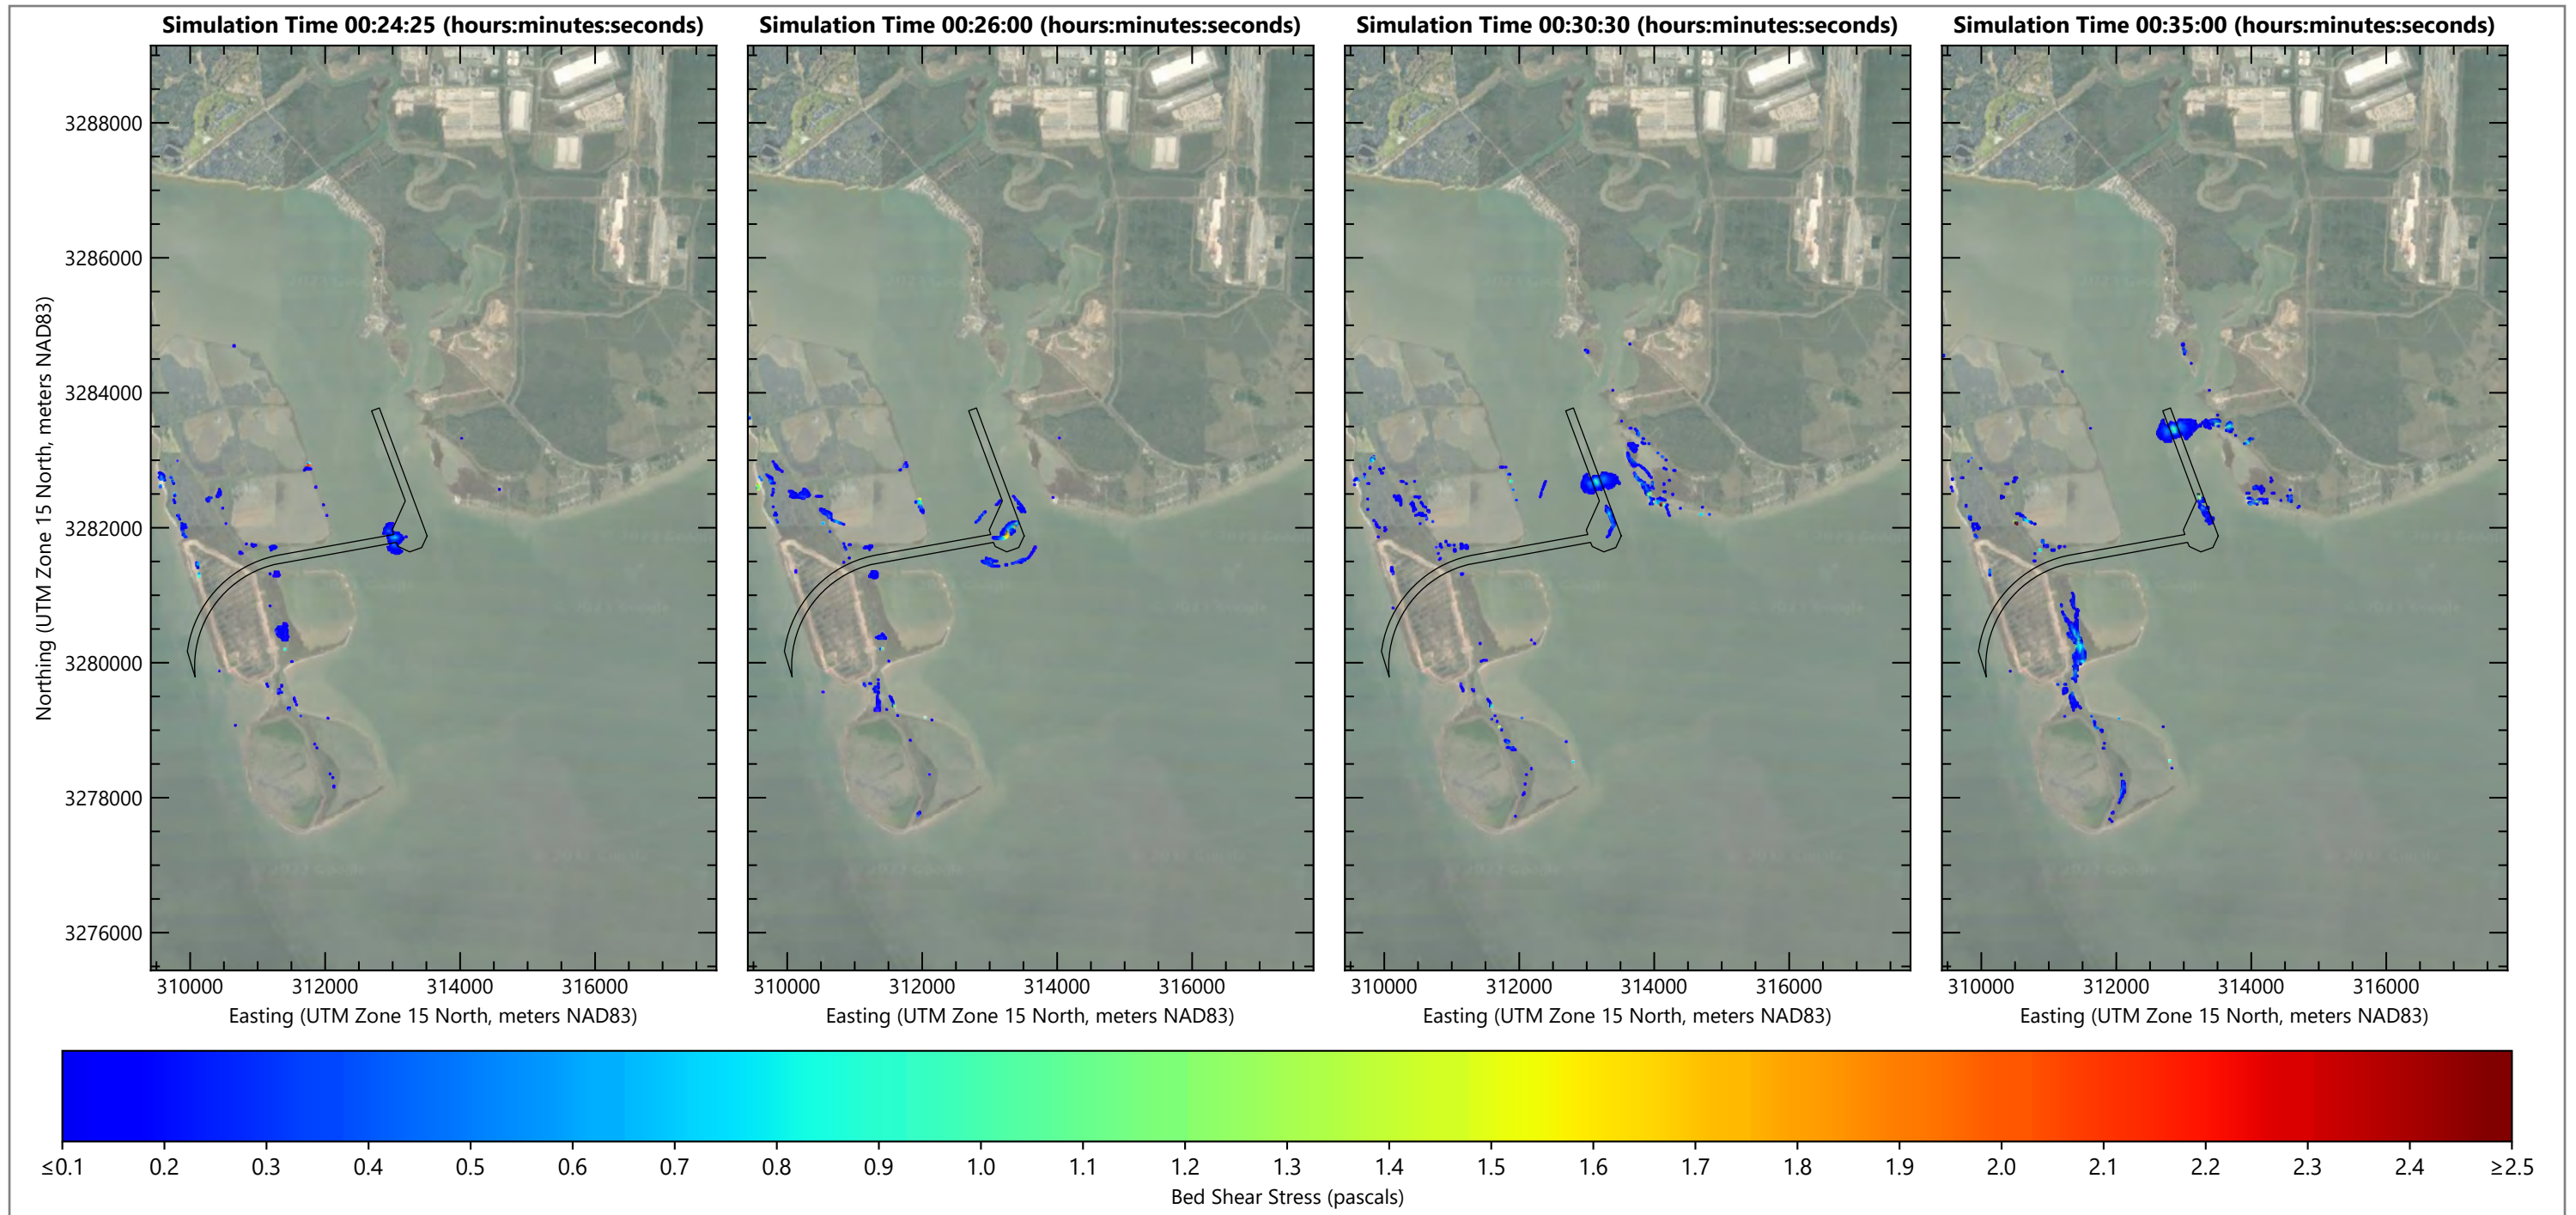 Simulation Time 00:24:25 (hours:minutes:seconds)
Simulation Time 00:26:00 (hours:minutes:seconds)
Simulation Time 00:30:30 (hours:minutes:seconds)
Simulation Time 00:35:00 (hours:minutes:seconds)
Northing (UTM Zone 15 North, meters NAD83)
3288000
3286000
3284000
3282000
3280000
3278000
3276000
310000 312000 314000 316000
310000 312000 314000 316000
310000 312000 314000 316000
310000 312000 314000 316000
Easting (UTM Zone 15 North, meters NAD83)
Easting (UTM Zone 15 North, meters NAD83)
Easting (UTM Zone 15 North, meters NAD83)
Easting (UTM Zone 15 North, meters NAD83)
≤0.1 0.2 0.3 0.4 0.5 0.6 0.7 0.8 0.9 1.0 1.1 1.2 1.3 1.4 1.5 1.6 1.7 1.8 1.9 2.0 2.1 2.2 2.3 2.4 ≥2.5
Bed Shear Stress (pascals)